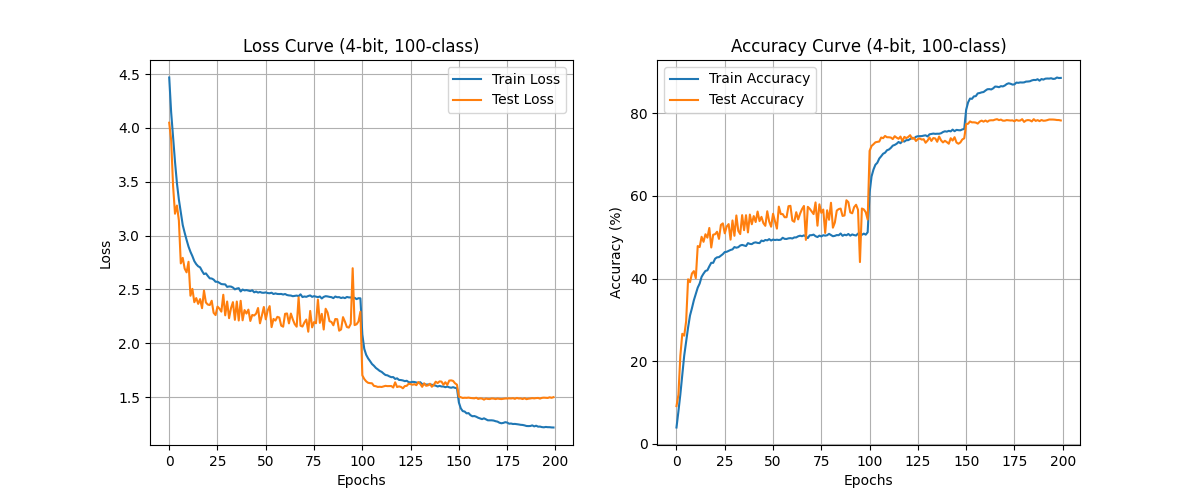 Loss Curve (4-bit, 100-class)
Loss
4.5
4.0
3.5
3.0
2.5
2.0
1.5
0 25 50 75 100 125 150 175 200
Epochs
Train Loss
Test Loss
Accuracy Curve (4-bit, 100-class)
Accuracy (%)
80
60
40
20
0
0 25 50 75 100 125 150 175 200
Epochs
Train Accuracy
Test Accuracy